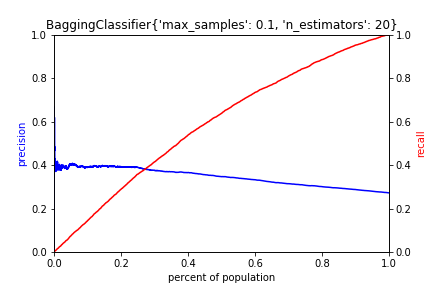 BaggingClassifier{'max_samples': 0.1, 'n_estimators': 20}
1.0
0.8
0.6
0.4
0.2
0.0
precision
1.0
0.8
0.6
0.4
0.2
0.0
recall
0.0 0.2 0.4 0.6 0.8 1.0
percent of population